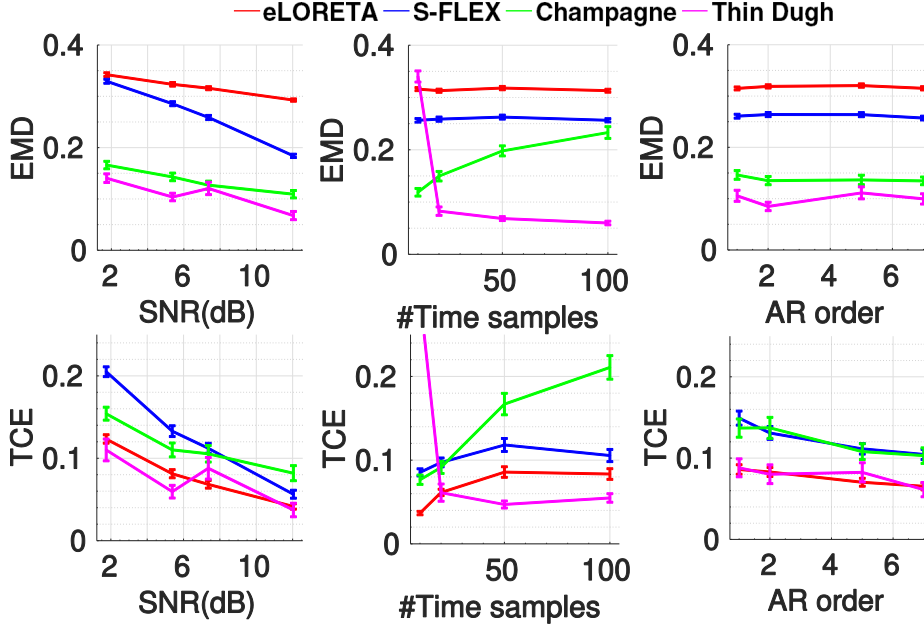 eLORETA S-FLEX Champagne Thin Dugh
0.4 0.4 0.4
EMD EMD EMD
0.2 0.2 0.2
0 0 0
2 6 10 50 100 2 4 6
SNR(dB) #Time samples AR order
0.2 0.2 0.2
TCE TCE TCE
0.1 0.1 0.1
0 0 0
2 6 10 50 100 2 4 6
SNR(dB) #Time samples AR order